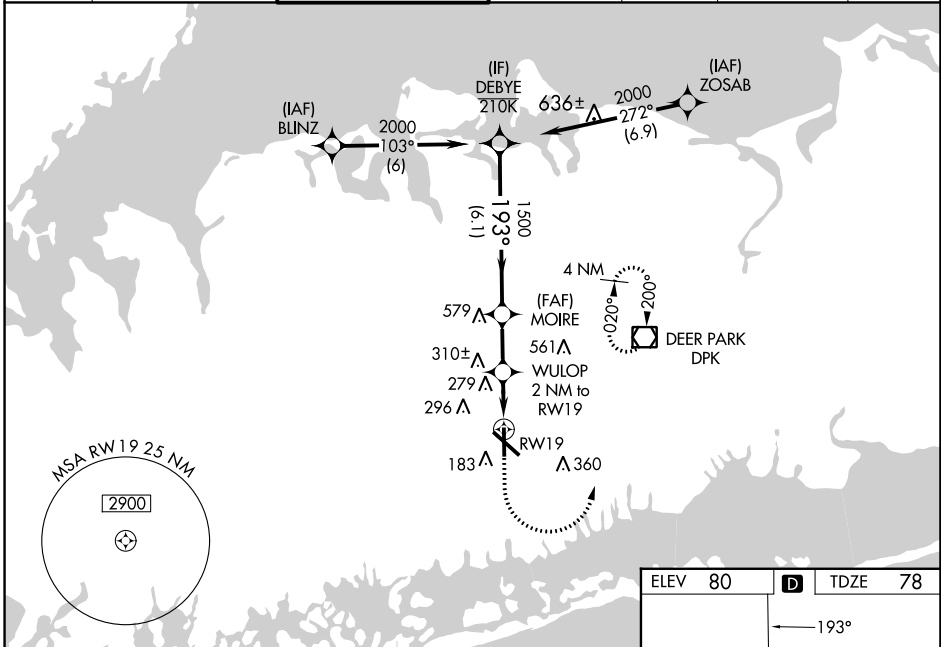 (IF)
DEBYE
210K
(IAF)
ZOSAB
(IAF)
BLINZ
636±
2000
272°
(6.9)
2000
103°
(6)
1500
193°
(6.1)
4 NM
020°
200°
DEER PARK
DPK
579
(FAF)
MOIRE
561
310±
WULOP
2 NM to
RW19
279
296
RW19
183
360
MSA RW 19 25 NM
2900
ELEV 80 D TDZE 78
193°